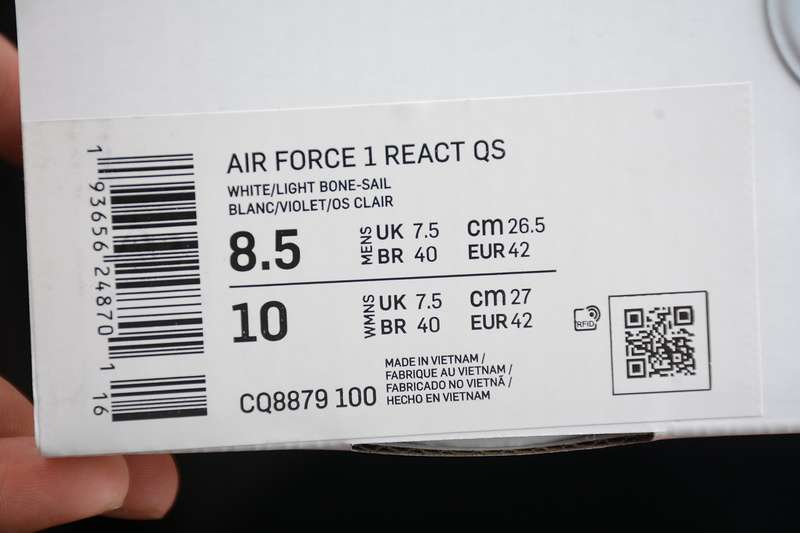 AIR FORCE 1 REACT QS
WHITE/LIGHT BONE-SAIL
BLANC/VIOLET/OS CLAIR
8.5 MENS UK 7.5 cm 26.5
BR 40 EUR 42
10 WMNS UK 7.5 cm 27
BR 40 EUR 42
MADE IN VIETNAM /
FABRIQUE AU VIETNAM /
FABRICADO NO VIETNÃ /
HECHO EN VIETNAM
CQ8879 100
RFID
1 93656 24870 1 16